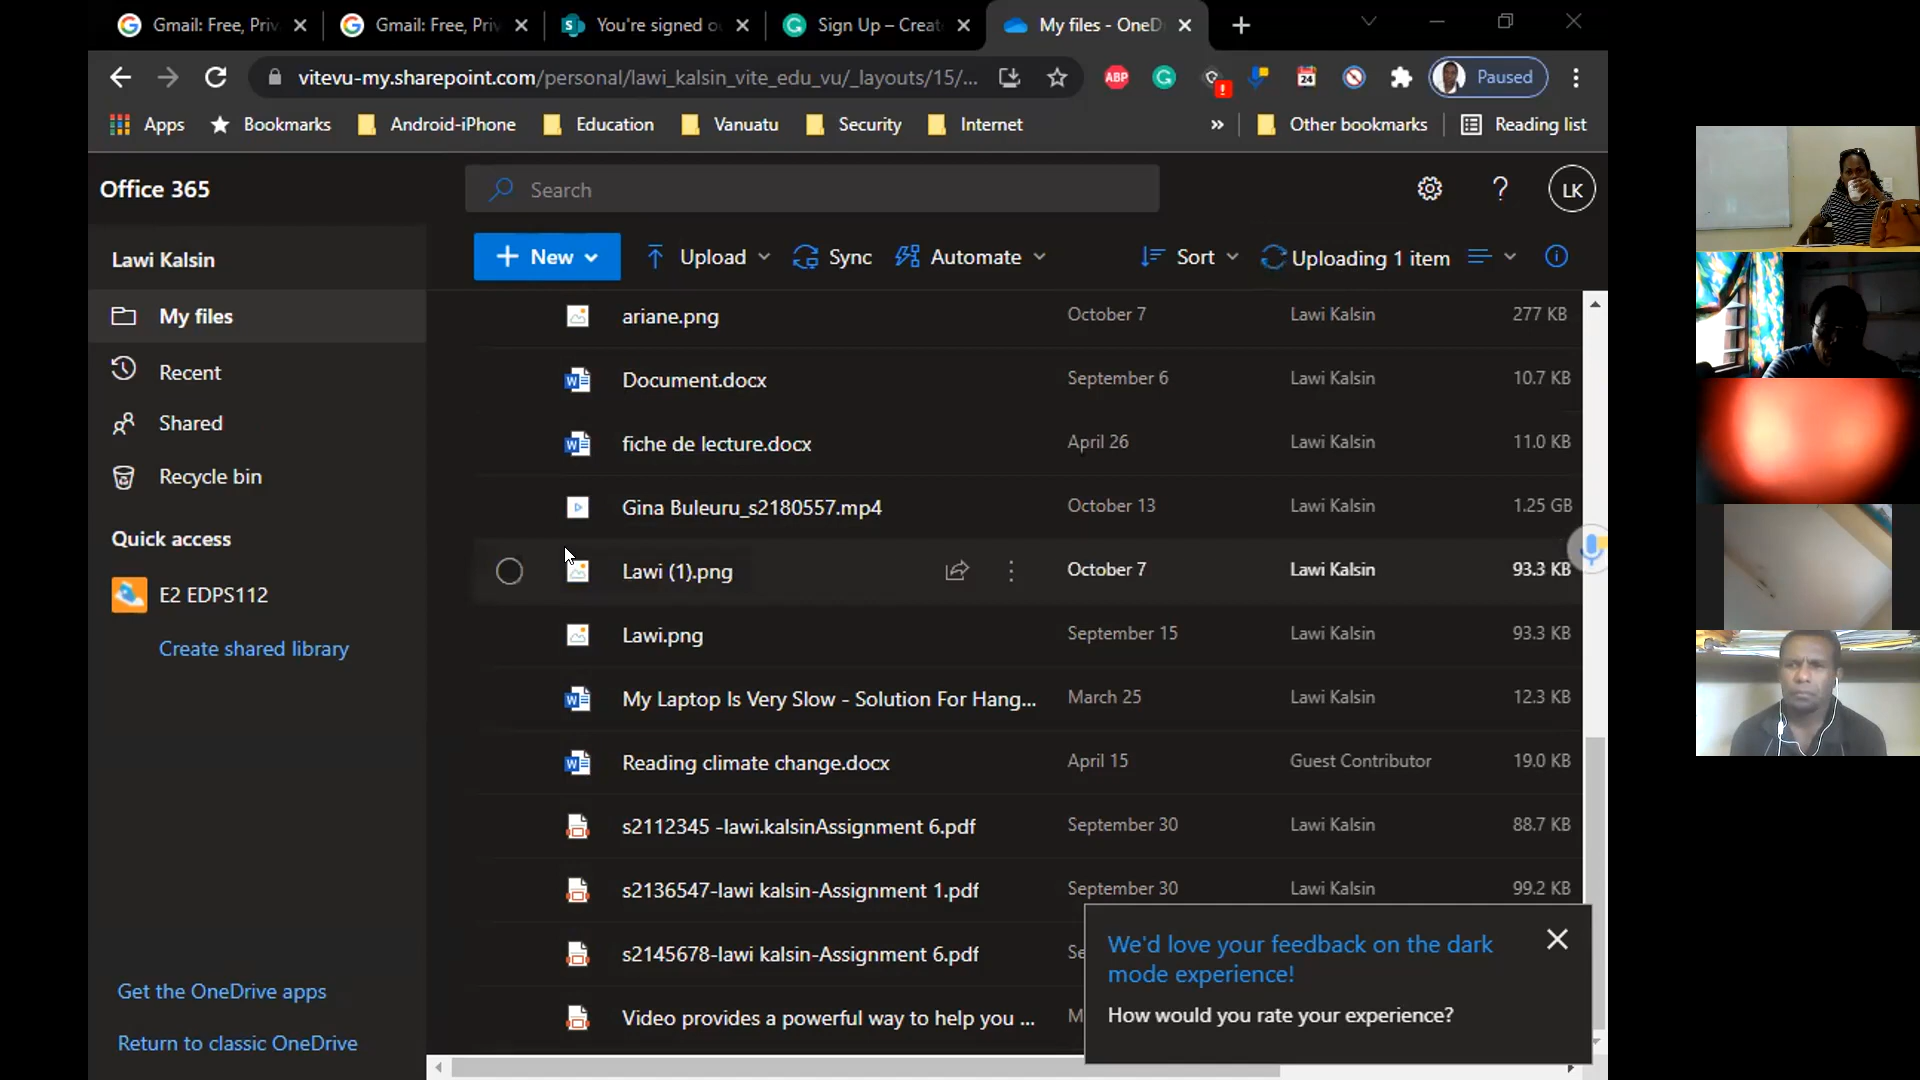 Gmail: Free, Priv
Gmail: Free, Priv
You're signed o
Sign Up – Creat
My files - OneD
vitevu-my.sharepoint.com/personal/lawi_kalsin_vite_edu_vu/_layouts/15/...
ABP
24
Paused
Apps
Bookmarks
Android-iPhone
Education
Vanuatu
Security
Internet
»
Other bookmarks
Reading list
Office 365
Search
?
LK
Lawi Kalsin
My files
Recent
Shared
Recycle bin
Quick access
E2 EDPS112
Create shared library
Get the OneDrive apps
Return to classic OneDrive
+ New
Upload
Sync
Automate
Sort
Uploading 1 item
ariane.png October 7 Lawi Kalsin 277 KB
Document.docx September 6 Lawi Kalsin 10.7 KB
fiche de lecture.docx April 26 Lawi Kalsin 11.0 KB
Gina Buleuru_s2180557.mp4 October 13 Lawi Kalsin 1.25 GB
Lawi (1).png October 7 Lawi Kalsin 93.3 KB
Lawi.png September 15 Lawi Kalsin 93.3 KB
My Laptop Is Very Slow - Solution For Hang... March 25 Lawi Kalsin 12.3 KB
Reading climate change.docx April 15 Guest Contributor 19.0 KB
s2112345 -lawi.kalsinAssignment 6.pdf September 30 Lawi Kalsin 88.7 KB
s2136547-lawi kalsin-Assignment 1.pdf September 30 Lawi Kalsin 99.2 KB
s2145678-lawi kalsin-Assignment 6.pdf Se
Video provides a powerful way to help you ... M
We'd love your feedback on the dark
mode experience!
How would you rate your experience?